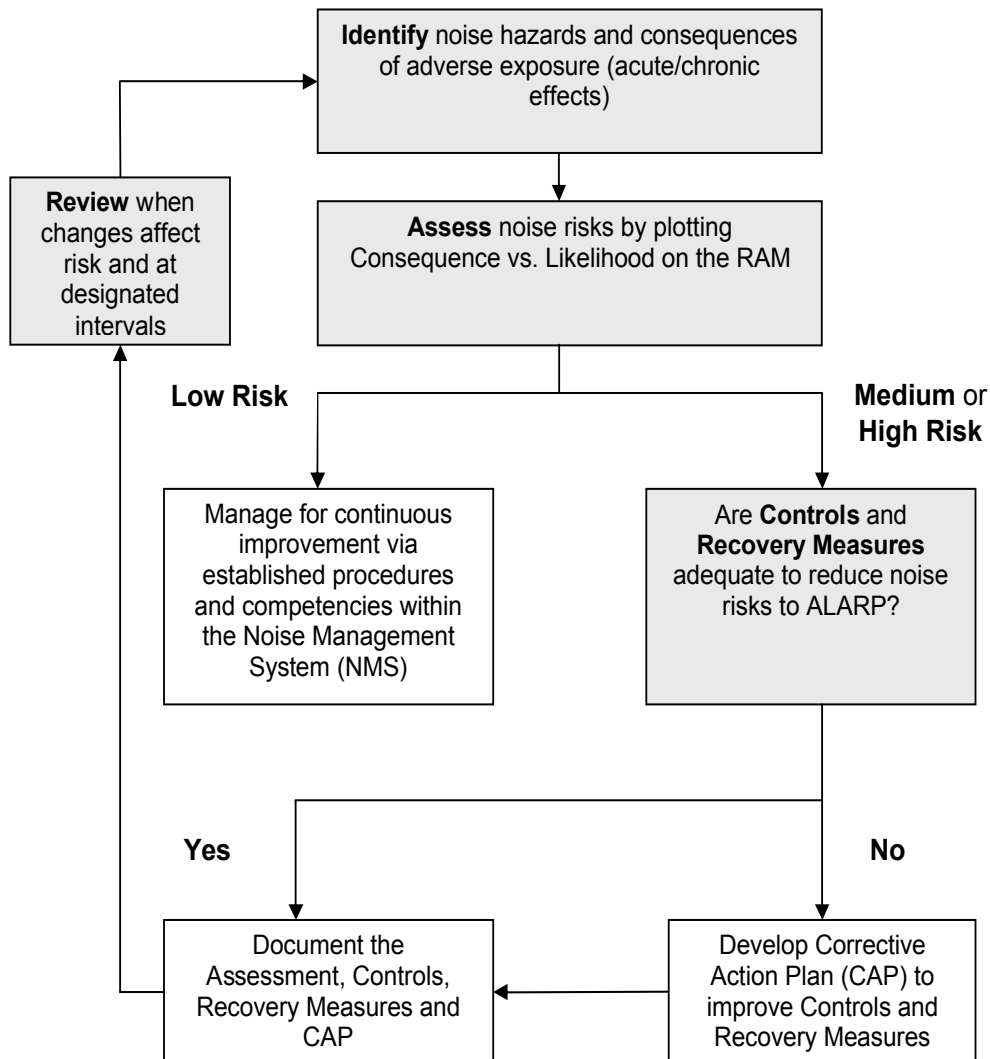 Identify noise hazards and consequences
of adverse exposure (acute/chronic
effects)
Review when
changes affect
risk and at
designated
intervals
Assess noise risks by plotting
Consequence vs. Likelihood on the RAM
Low Risk
Medium or
High Risk
Manage for continuous
improvement via
established procedures
and competencies within
the Noise Management
System (NMS)
Are Controls and
Recovery Measures
adequate to reduce noise
risks to ALARP?
Yes
No
Document the
Assessment, Controls,
Recovery Measures and
CAP
Develop Corrective
Action Plan (CAP) to
improve Controls and
Recovery Measures